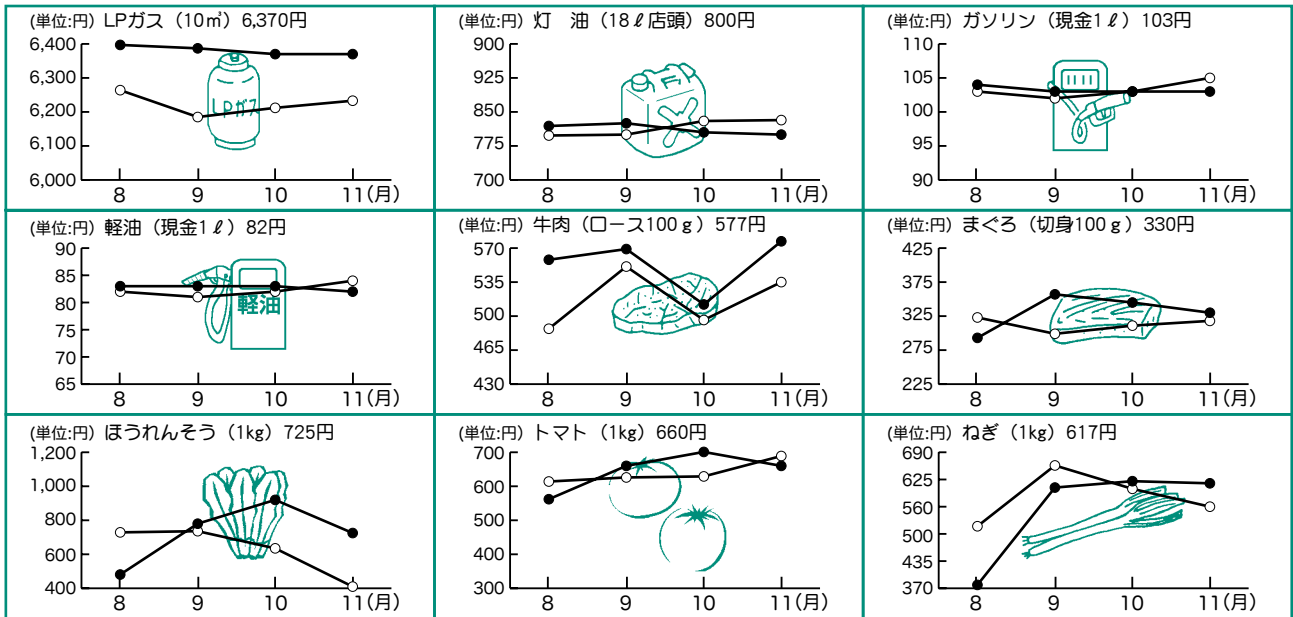 (単位:円) LPガス（10㎥）6,370円
6,400
6,300
6,200
6,100
6,000
LPガス
8 9 10 11(月)
(単位:円) 灯　油（18ℓ店頭）800円
900
925
850
775
700
8 9 10 11(月)
(単位:円) ガソリン（現金1ℓ）103円
110
105
100
95
90
8 9 10 11(月)
(単位:円) 軽油（現金1ℓ）82円
90
85
80
75
70
65
軽油
8 9 10 11(月)
(単位:円) 牛肉（ロース100ｇ）577円
570
535
500
465
430
8 9 10 11(月)
(単位:円) まぐろ（切身100ｇ）330円
425
375
325
275
225
8 9 10 11(月)
(単位:円) ほうれんそう（1㎏）725円
1,200
1,000
800
600
400
8 9 10 11(月)
(単位:円) トマト（1㎏）660円
700
600
500
400
300
8 9 10 11(月)
(単位:円) ねぎ（1㎏）617円
690
625
560
500
435
370
8 9 10 11(月)